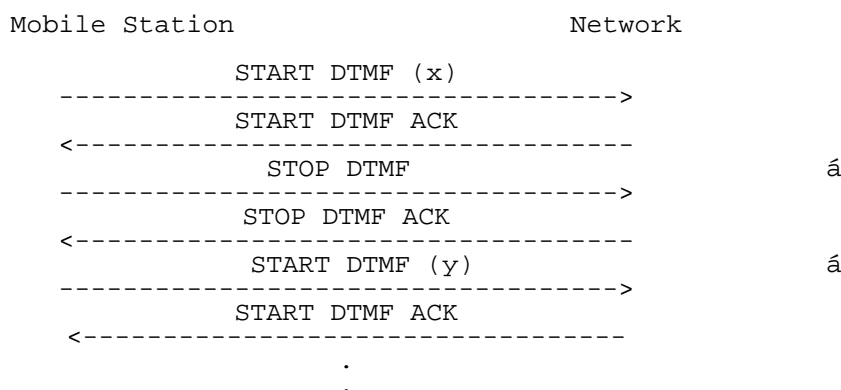 Mobile Station Network
START DTMF (x)
----------------------------------->
START DTMF ACK
<-----------------------------------
STOP DTMF á
----------------------------------->
STOP DTMF ACK
<-----------------------------------
START DTMF (y) á
----------------------------------->
START DTMF ACK
<----------------------------------
.
.